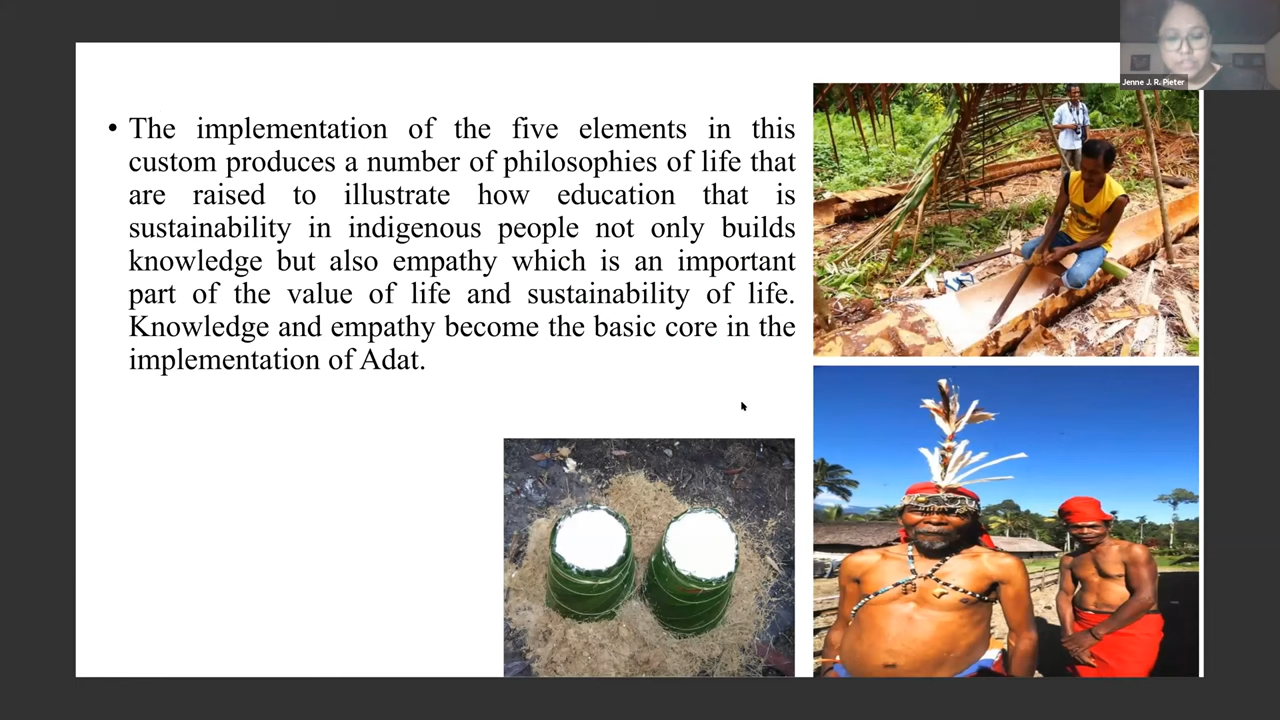 Jenne J. R. Pieter
• The implementation of the five elements in this
custom produces a number of philosophies of life that
are raised to illustrate how education that is
sustainability in indigenous people not only builds
knowledge but also empathy which is an important
part of the value of life and sustainability of life.
Knowledge and empathy become the basic core in the
implementation of Adat.